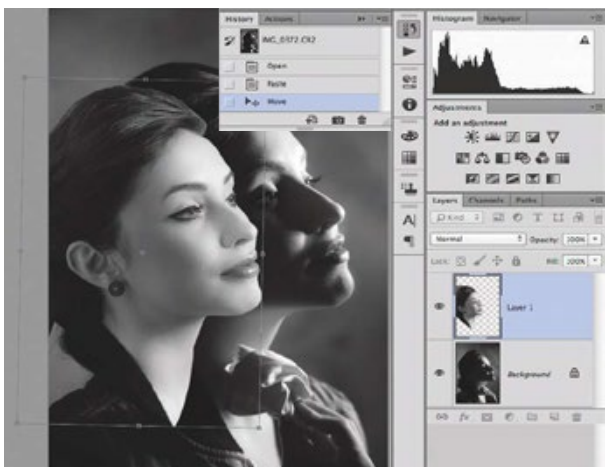 History Actions
IMG_0372.CR2
Open
Paste
Move
Histogram Navigator
Adjustments
Add an adjustment
Layers Channels Paths
Kind
Normal Opacity: 100%
Lock: Fill: 100%
Layer 1
Background
fx